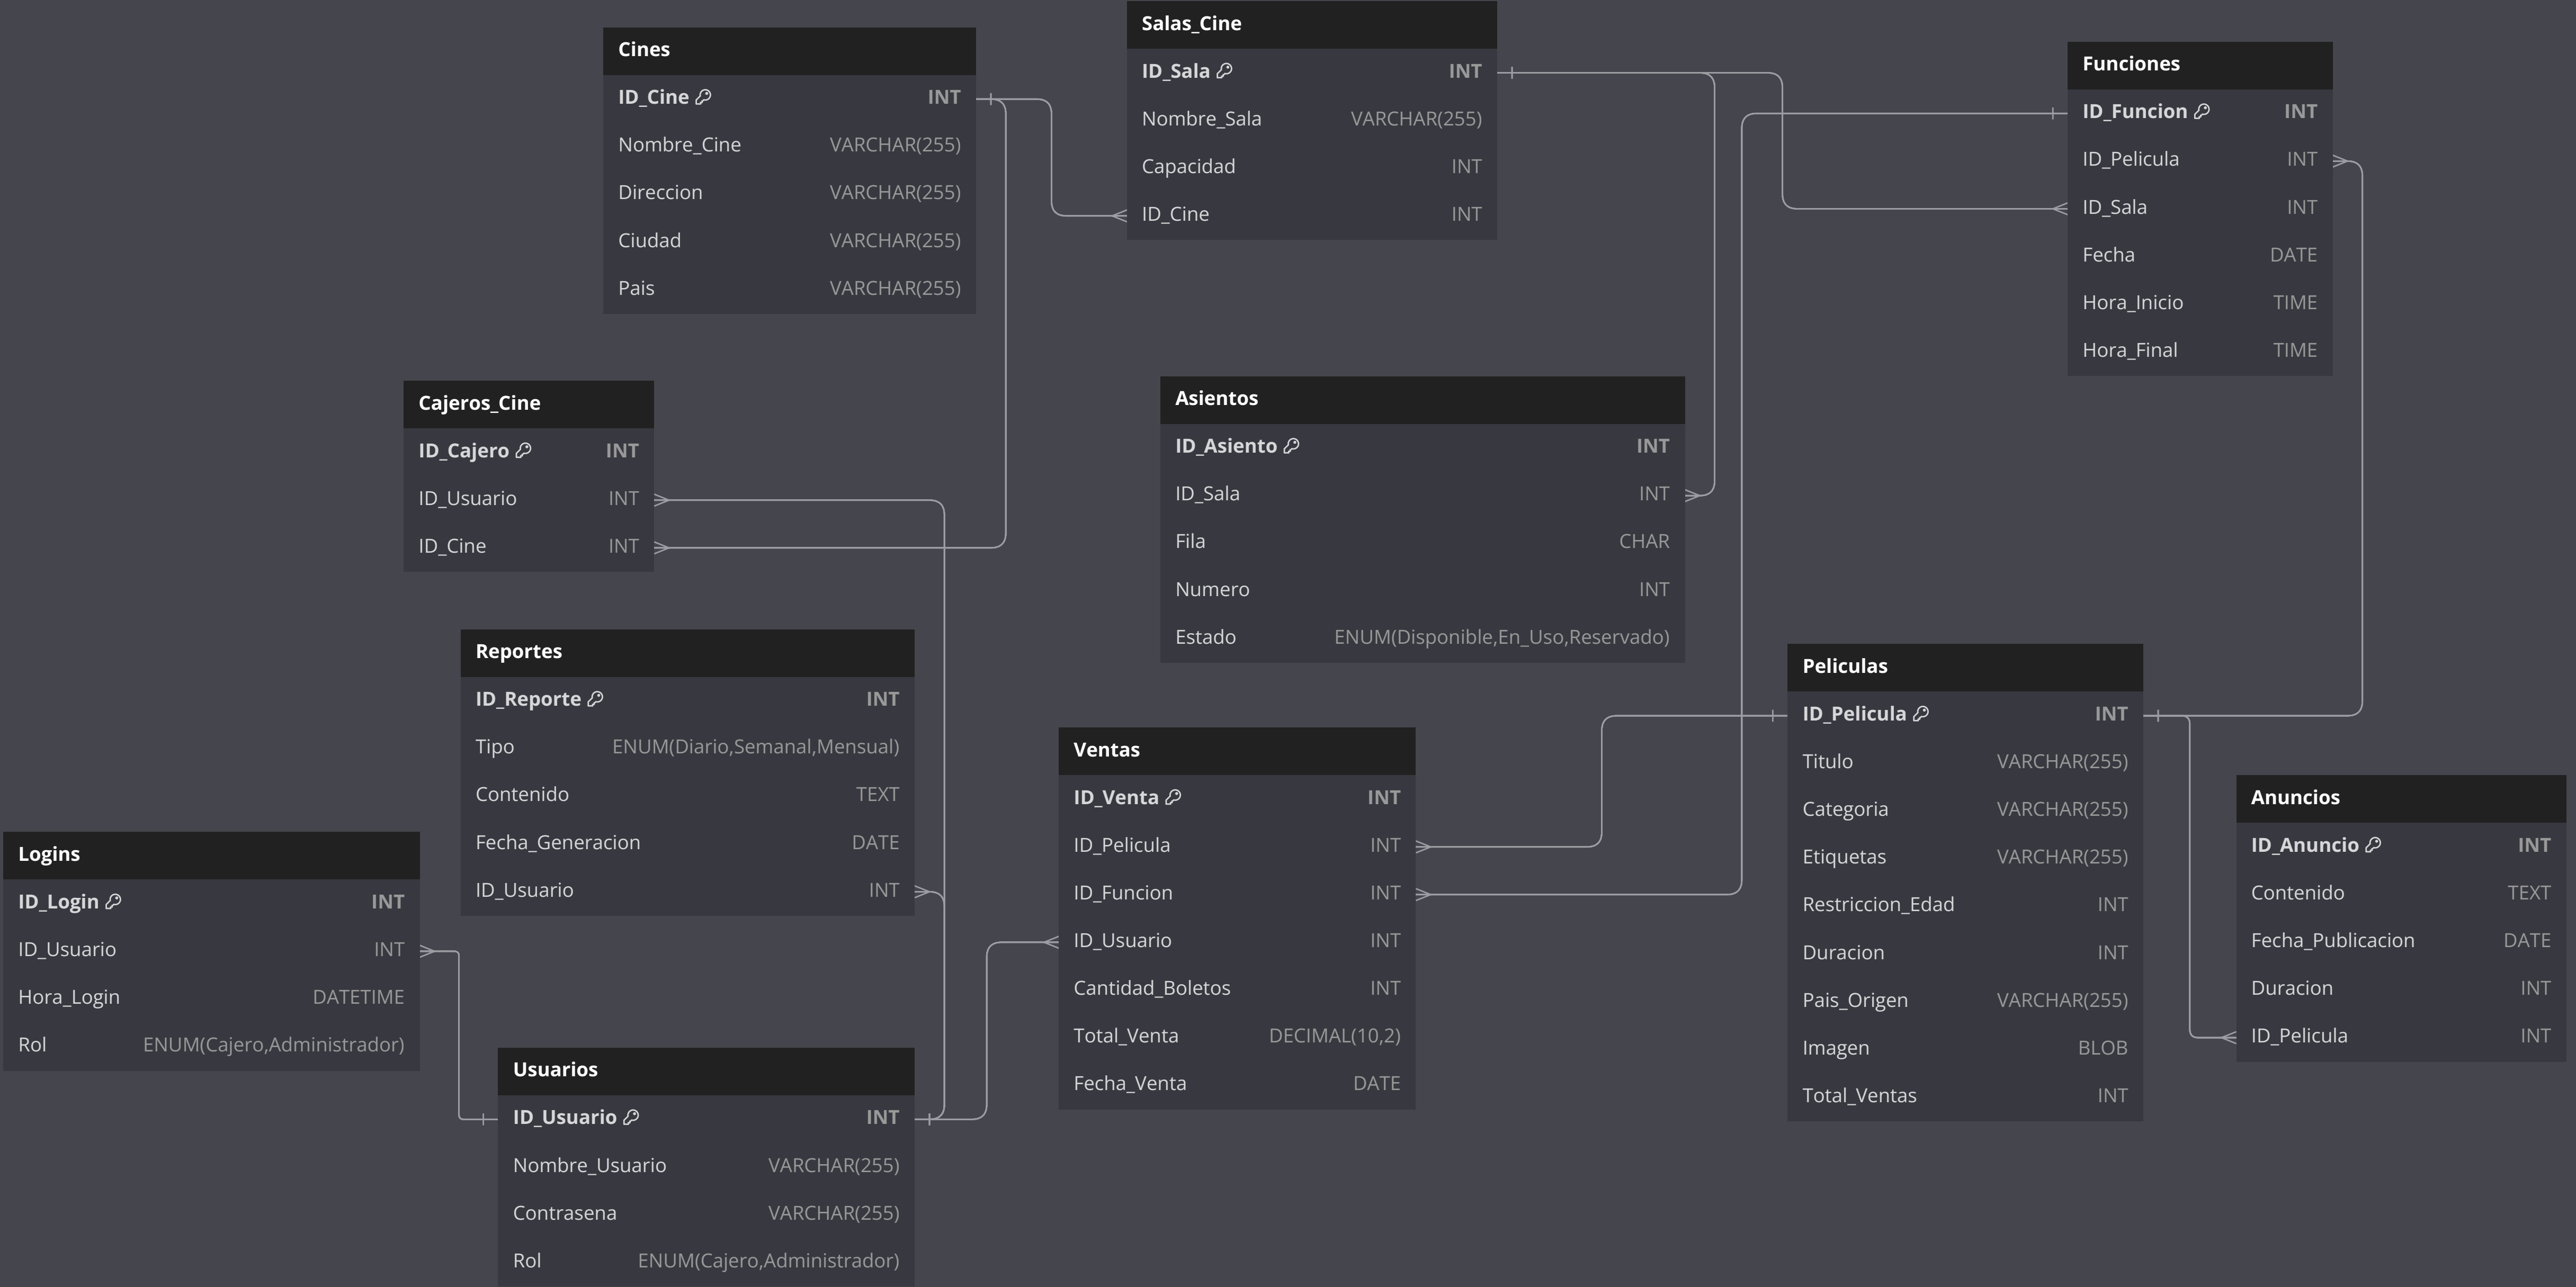 Cines
ID_Cine INT
Nombre_Cine VARCHAR(255)
Direccion VARCHAR(255)
Ciudad VARCHAR(255)
Pais VARCHAR(255)
Salas_Cine
ID_Sala INT
Nombre_Sala VARCHAR(255)
Capacidad INT
ID_Cine INT
Funciones
ID_Funcion INT
ID_Pelicula INT
ID_Sala INT
Fecha DATE
Hora_Inicio TIME
Hora_Final TIME
Cajeros_Cine
ID_Cajero INT
ID_Usuario INT
ID_Cine INT
Asientos
ID_Asiento INT
ID_Sala INT
Fila CHAR
Numero INT
Estado ENUM(Disponible,En_Uso,Reservado)
Reportes
ID_Reporte INT
Tipo ENUM(Diario,Semanal,Mensual)
Contenido TEXT
Fecha_Generacion DATE
ID_Usuario INT
Peliculas
ID_Pelicula INT
Titulo VARCHAR(255)
Categoria VARCHAR(255)
Etiquetas VARCHAR(255)
Restriccion_Edad INT
Duracion INT
Pais_Origen VARCHAR(255)
Imagen BLOB
Total_Ventas INT
Ventas
ID_Venta INT
ID_Pelicula INT
ID_Funcion INT
ID_Usuario INT
Cantidad_Boletos INT
Total_Venta DECIMAL(10,2)
Fecha_Venta DATE
Anuncios
ID_Anuncio INT
Contenido TEXT
Fecha_Publicacion DATE
Duracion INT
ID_Pelicula INT
Logins
ID_Login INT
ID_Usuario INT
Hora_Login DATETIME
Rol ENUM(Cajero,Administrador)
Usuarios
ID_Usuario INT
Nombre_Usuario VARCHAR(255)
Contrasena VARCHAR(255)
Rol ENUM(Cajero,Administrador)